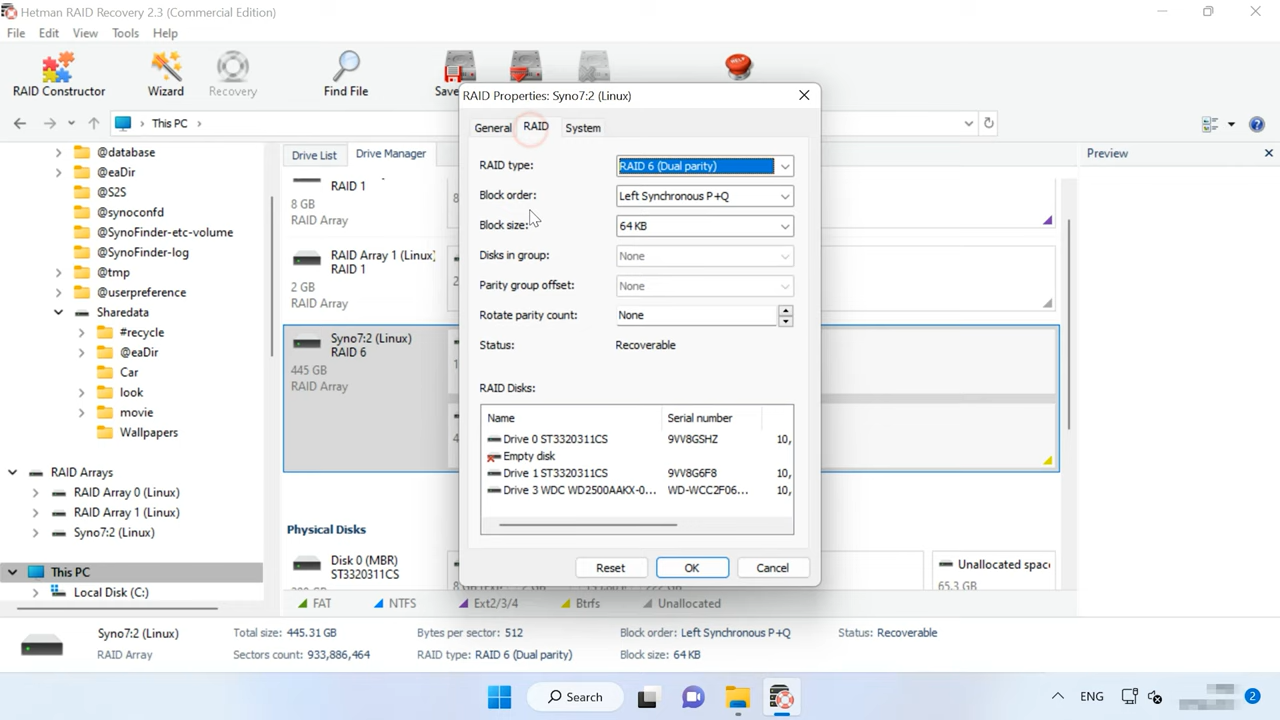 Hetman RAID Recovery 2.3 (Commercial Edition)
File Edit View Tools Help
RAID Constructor Wizard Recovery Find File
This PC
@database
@eaDir
@S2S
@synoconfd
@SynoFinder-etc-volume
@SynoFinder-log
@tmp
@userpreference
Sharedata
#recycle
@eaDir
Car
look
movie
Wallpapers
RAID Arrays
RAID Array 0 (Linux)
RAID Array 1 (Linux)
Syno7:2 (Linux)
This PC
Local Disk (C:)
Drive List Drive Manager
RAID 1
8 GB
RAID Array
RAID Array 1 (Linux)
RAID 1
2 GB
RAID Array
Syno7:2 (Linux)
RAID 6
445 GB
RAID Array
Physical Disks
Disk 0 (MBR)
ST3320311CS
Unallocated space
65.3 GB
FAT NTFS Ext2/3/4 Btrfs Unallocated
Preview
RAID Properties: Syno7:2 (Linux)
General RAID System
RAID type: RAID 6 (Dual parity)
Block order: Left Synchronous P+Q
Block size: 64 KB
Disks in group: None
Parity group offset: None
Rotate parity count: None
Status: Recoverable
RAID Disks:
Name Serial number
Drive 0 ST3320311CS 9VV8GSHZ 10,
Empty disk
Drive 1 ST3320311CS 9VV8G6F8 10,
Drive 3 WDC WD2500AAKX-0... WD-WCC2F06... 10,
Reset OK Cancel
Syno7:2 (Linux) Total size: 445.31 GB Bytes per sector: 512 Block order: Left Synchronous P+Q Status: Recoverable
RAID Array Sectors count: 933,886,464 RAID type: RAID 6 (Dual parity) Block size: 64 KB
Search ENG 2